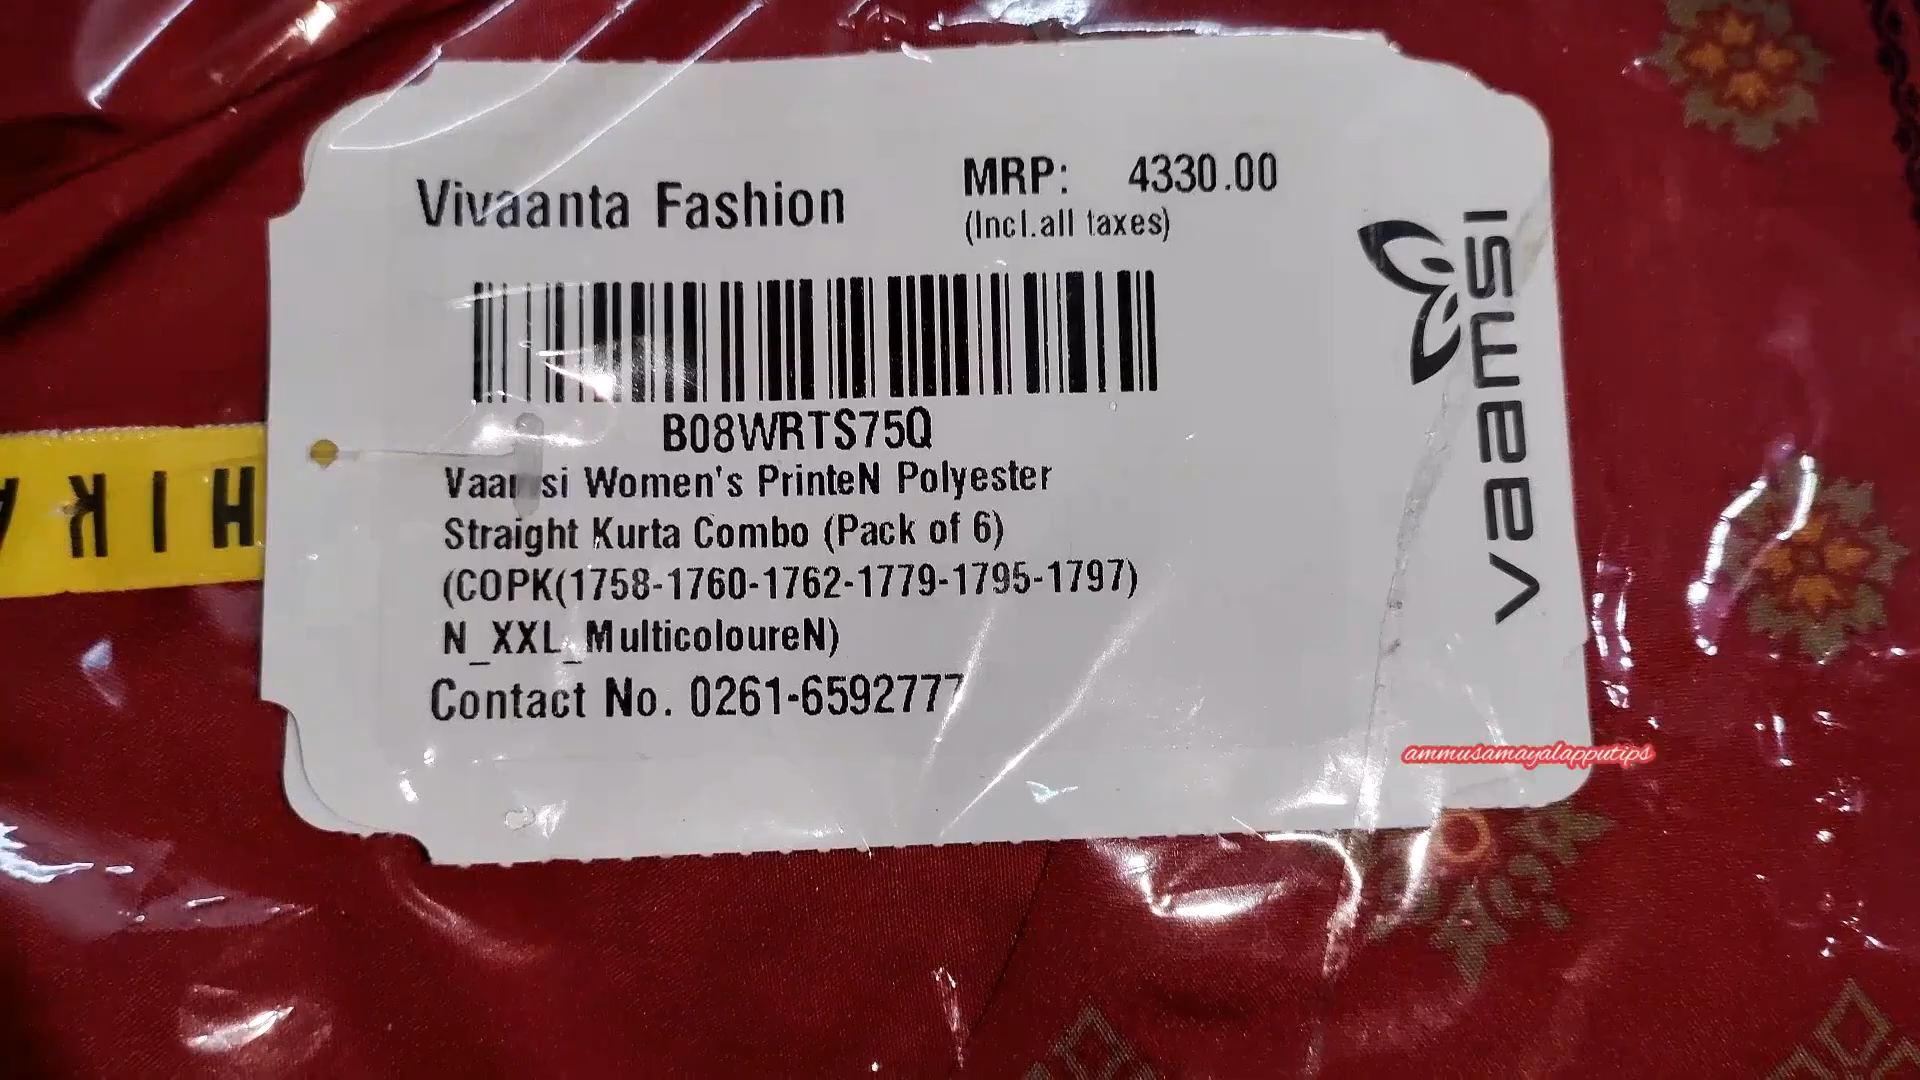 Vivaanta Fashion
MRP: 4330.00
(Incl.all taxes)
B08WRTS75Q
Vaamsi Women's PrinteN Polyester
Straight Kurta Combo (Pack of 6)
(COPK(1758-1760-1762-1779-1795-1797)
N_XXL_MulticoloureN)
Contact No. 0261-6592777
vaamsi
HIKA
ammusamayalapputips